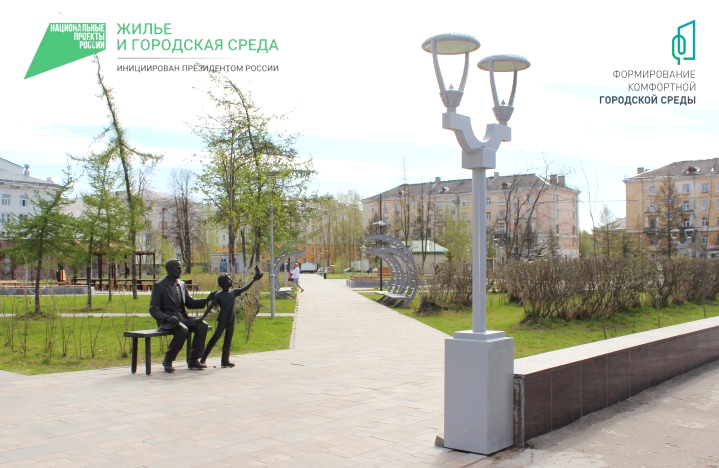 НАЦИОНАЛЬНЫЕ
ПРОЕКТЫ
РОССИИ
ЖИЛЬЕ
И ГОРОДСКАЯ СРЕДА
ИНИЦИИРОВАН ПРЕЗИДЕНТОМ РОССИИ
ФОРМИРОВАНИЕ
КОМФОРТНОЙ
ГОРОДСКОЙ СРЕДЫ